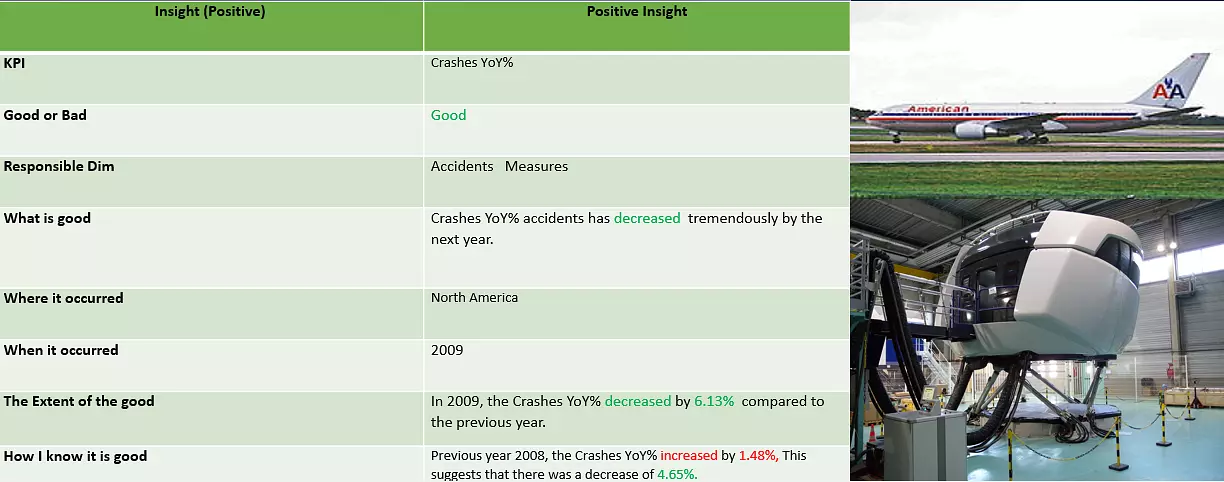 Insight (Positive) Positive Insight
KPI Crashes YoY%
Good or Bad Good
Responsible Dim Accidents Measures
What is good Crashes YoY% accidents has decreased tremendously by the
next year.
Where it occurred North America
When it occurred 2009
The Extent of the good In 2009, the Crashes YoY% decreased by 6.13% compared to
the previous year.
How I know it is good Previous year 2008, the Crashes YoY% increased by 1.48%, This
suggests that there was a decrease of 4.65%.
American
AA